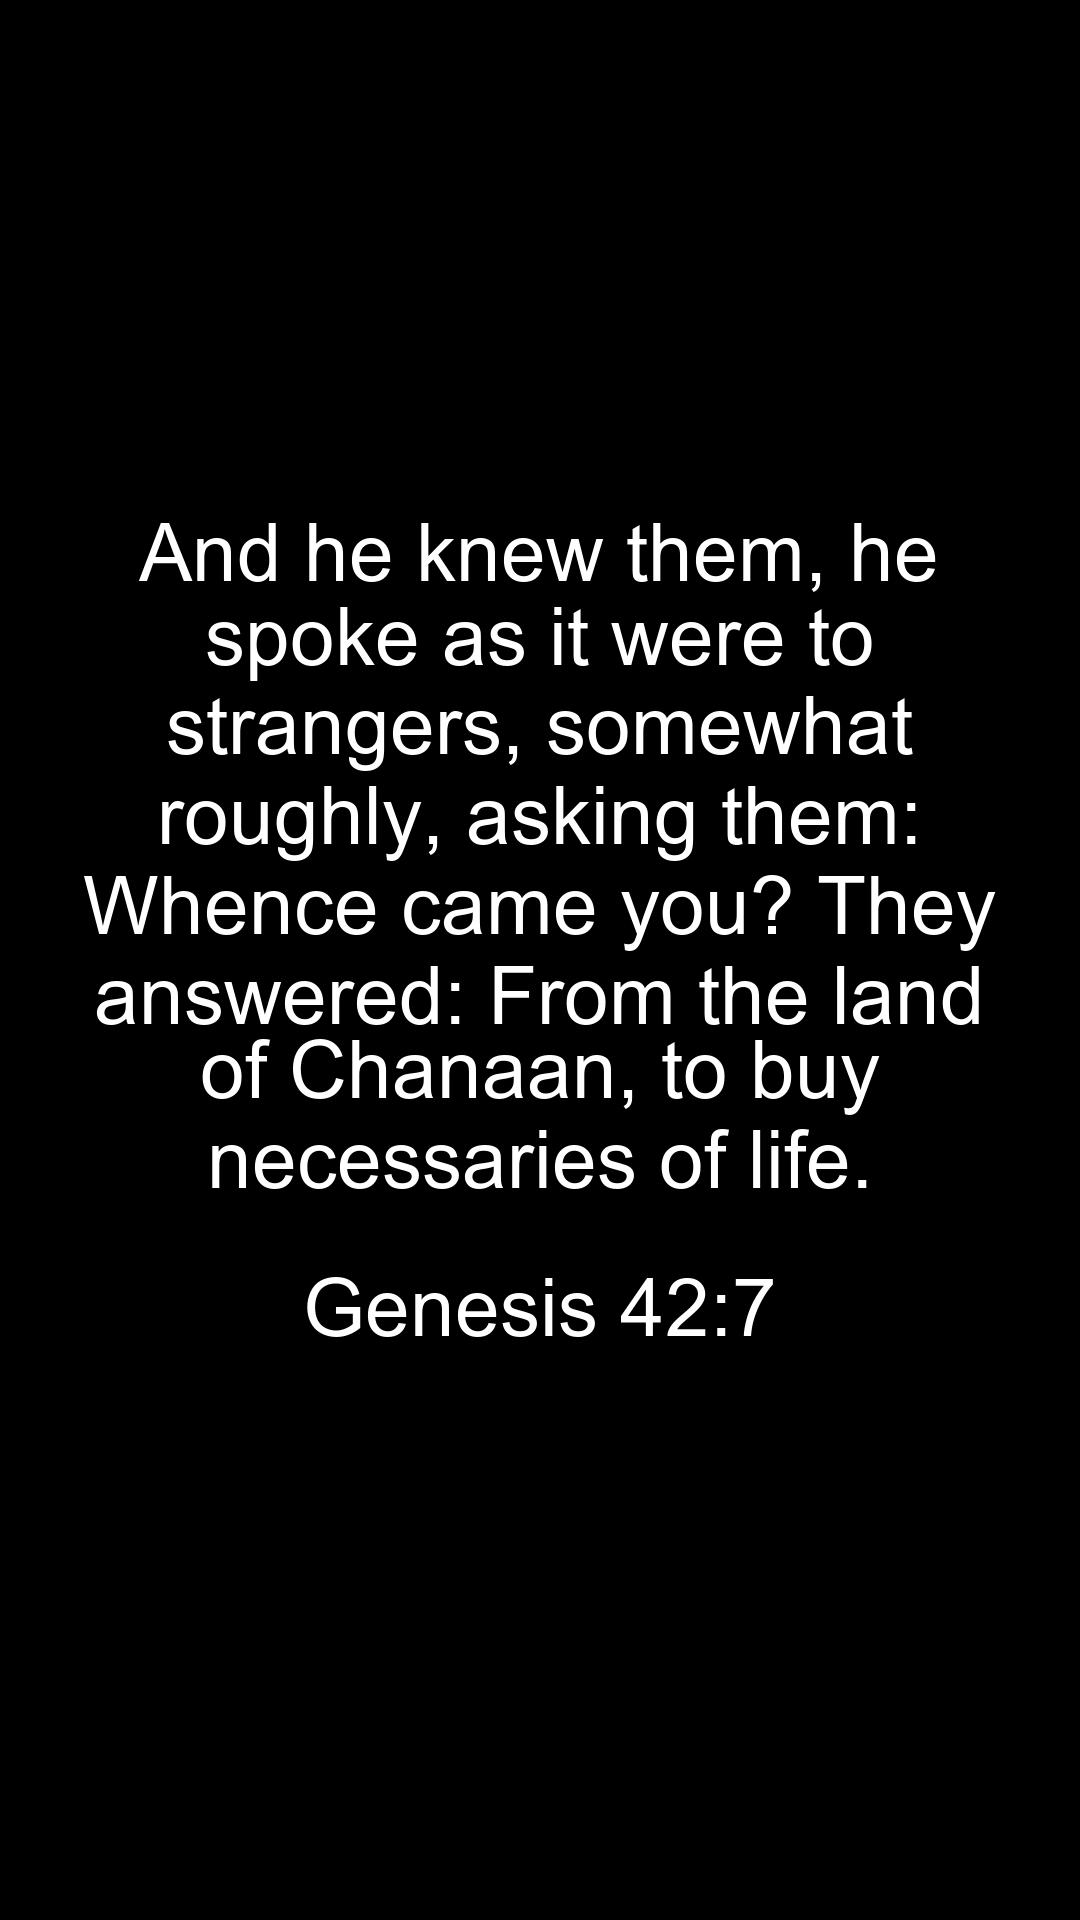 And he knew them, he
spoke as it were to
strangers, somewhat
roughly, asking them:
Whence came you? They
answered: From the land
of Chanaan, to buy
necessaries of life.
Genesis 42:7